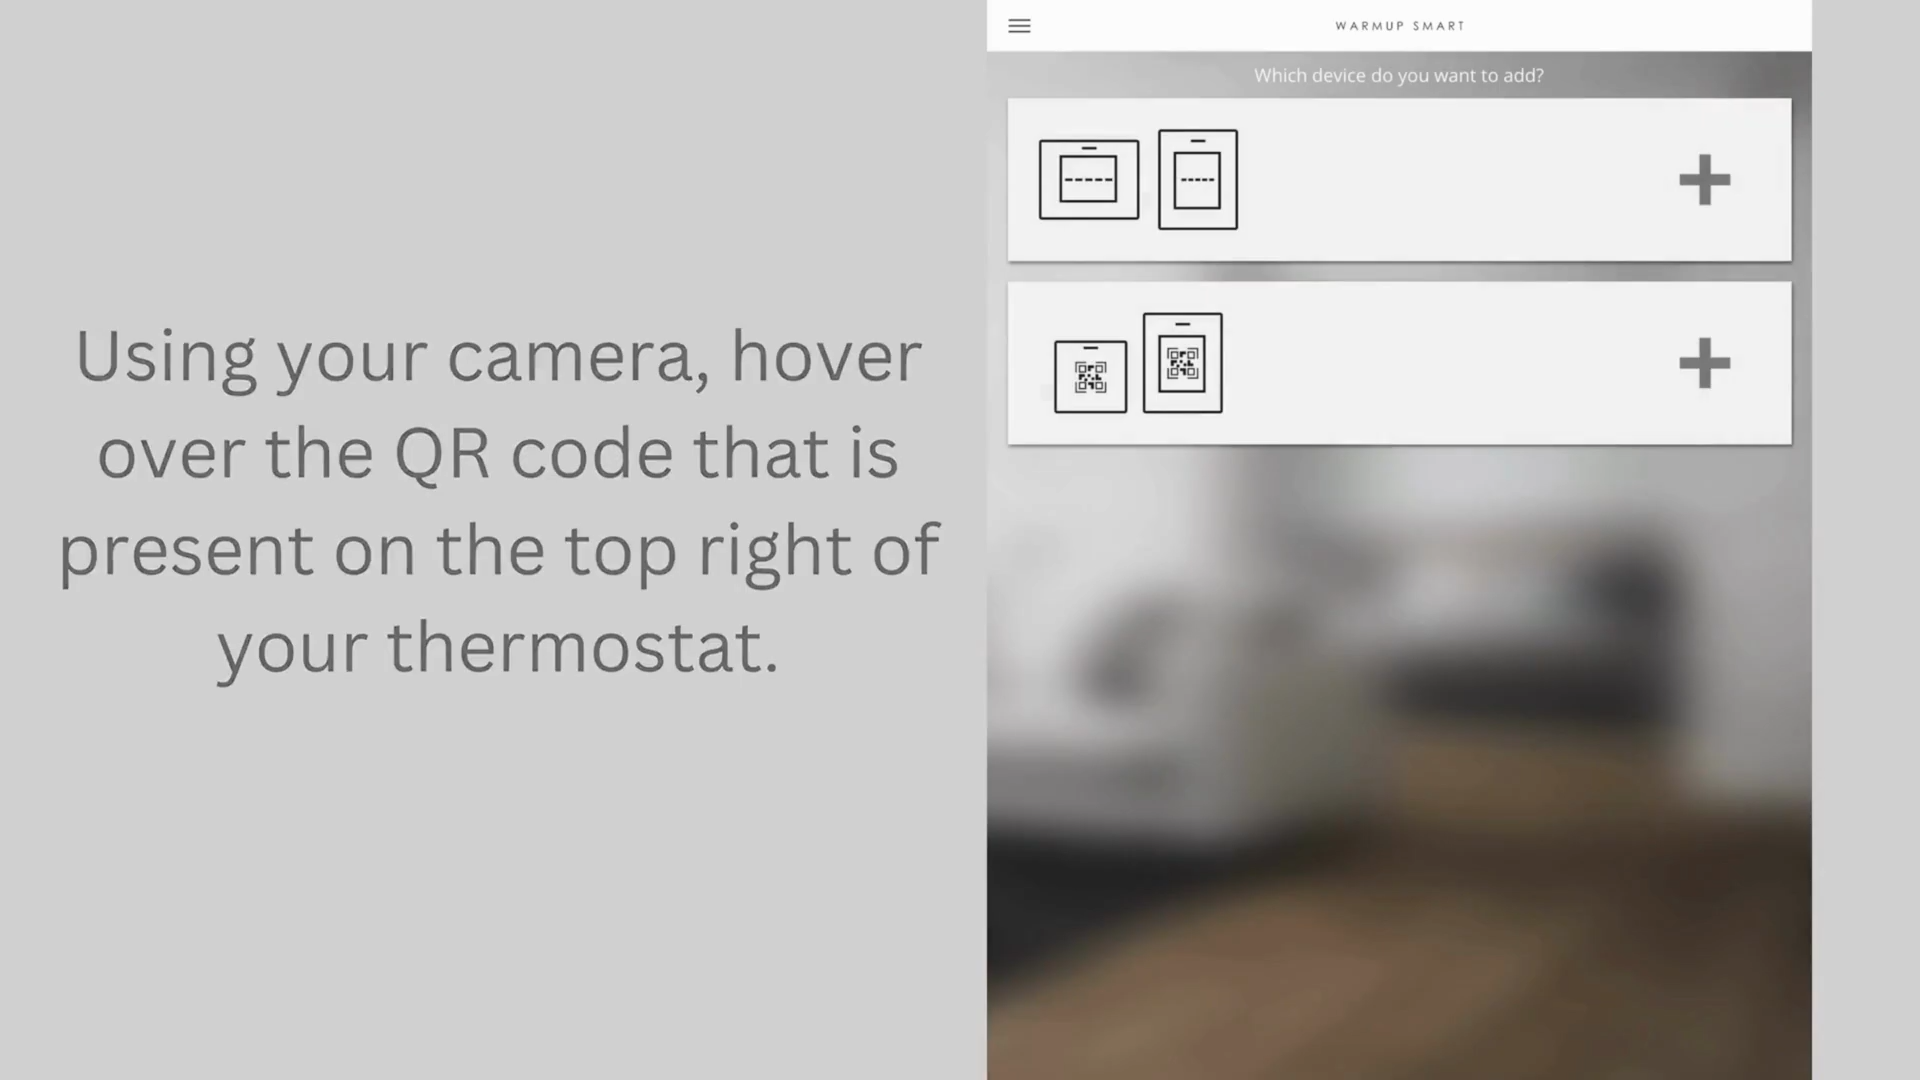 Using your camera, hover
over the QR code that is
present on the top right of
your thermostat.
WARMUP SMART
Which device do you want to add?